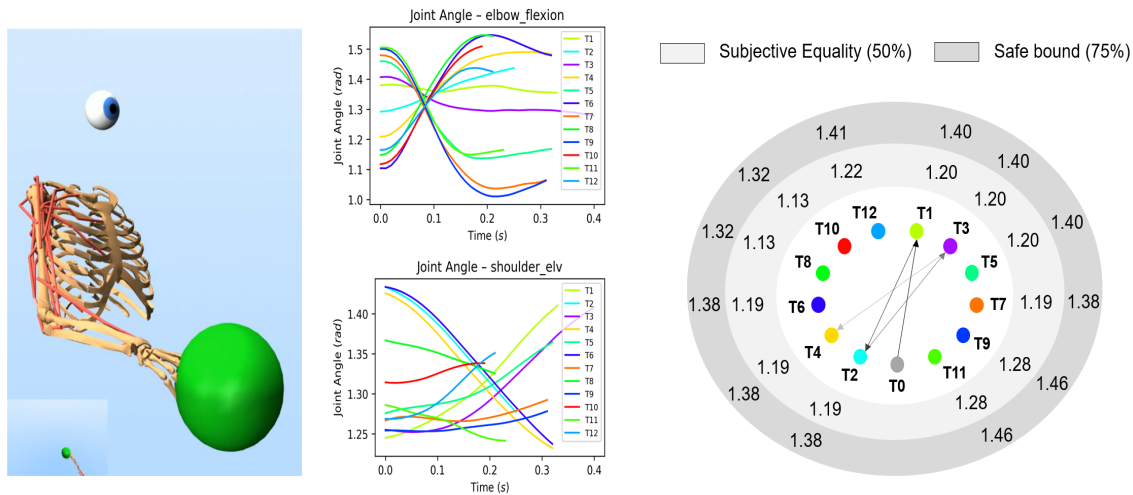 Joint Angle – elbow_flexion
Joint Angle (rad)
1.5
1.4
1.3
1.2
1.1
1.0
0.0 0.1 0.2 0.3 0.4
Time (s)
T1
T2
T3
T4
T5
T6
T7
T8
T9
T10
T11
T12
Joint Angle – shoulder_elv
Joint Angle (rad)
1.40
1.35
1.30
1.25
0.0 0.1 0.2 0.3 0.4
Time (s)
T1
T2
T3
T4
T5
T6
T7
T8
T9
T10
T11
T12
Subjective Equality (50%) Safe bound (75%)
1.41 1.40
1.32 1.22 1.20 1.40
1.13 1.20
T12 T1
T10 T3
1.32 1.13 1.20 1.40
T8 T5
1.38 1.19 T6 T7 1.19 1.38
T4 T9
T2 T0 T11
1.19 1.28
1.38 1.19 1.28 1.46
1.38 1.46